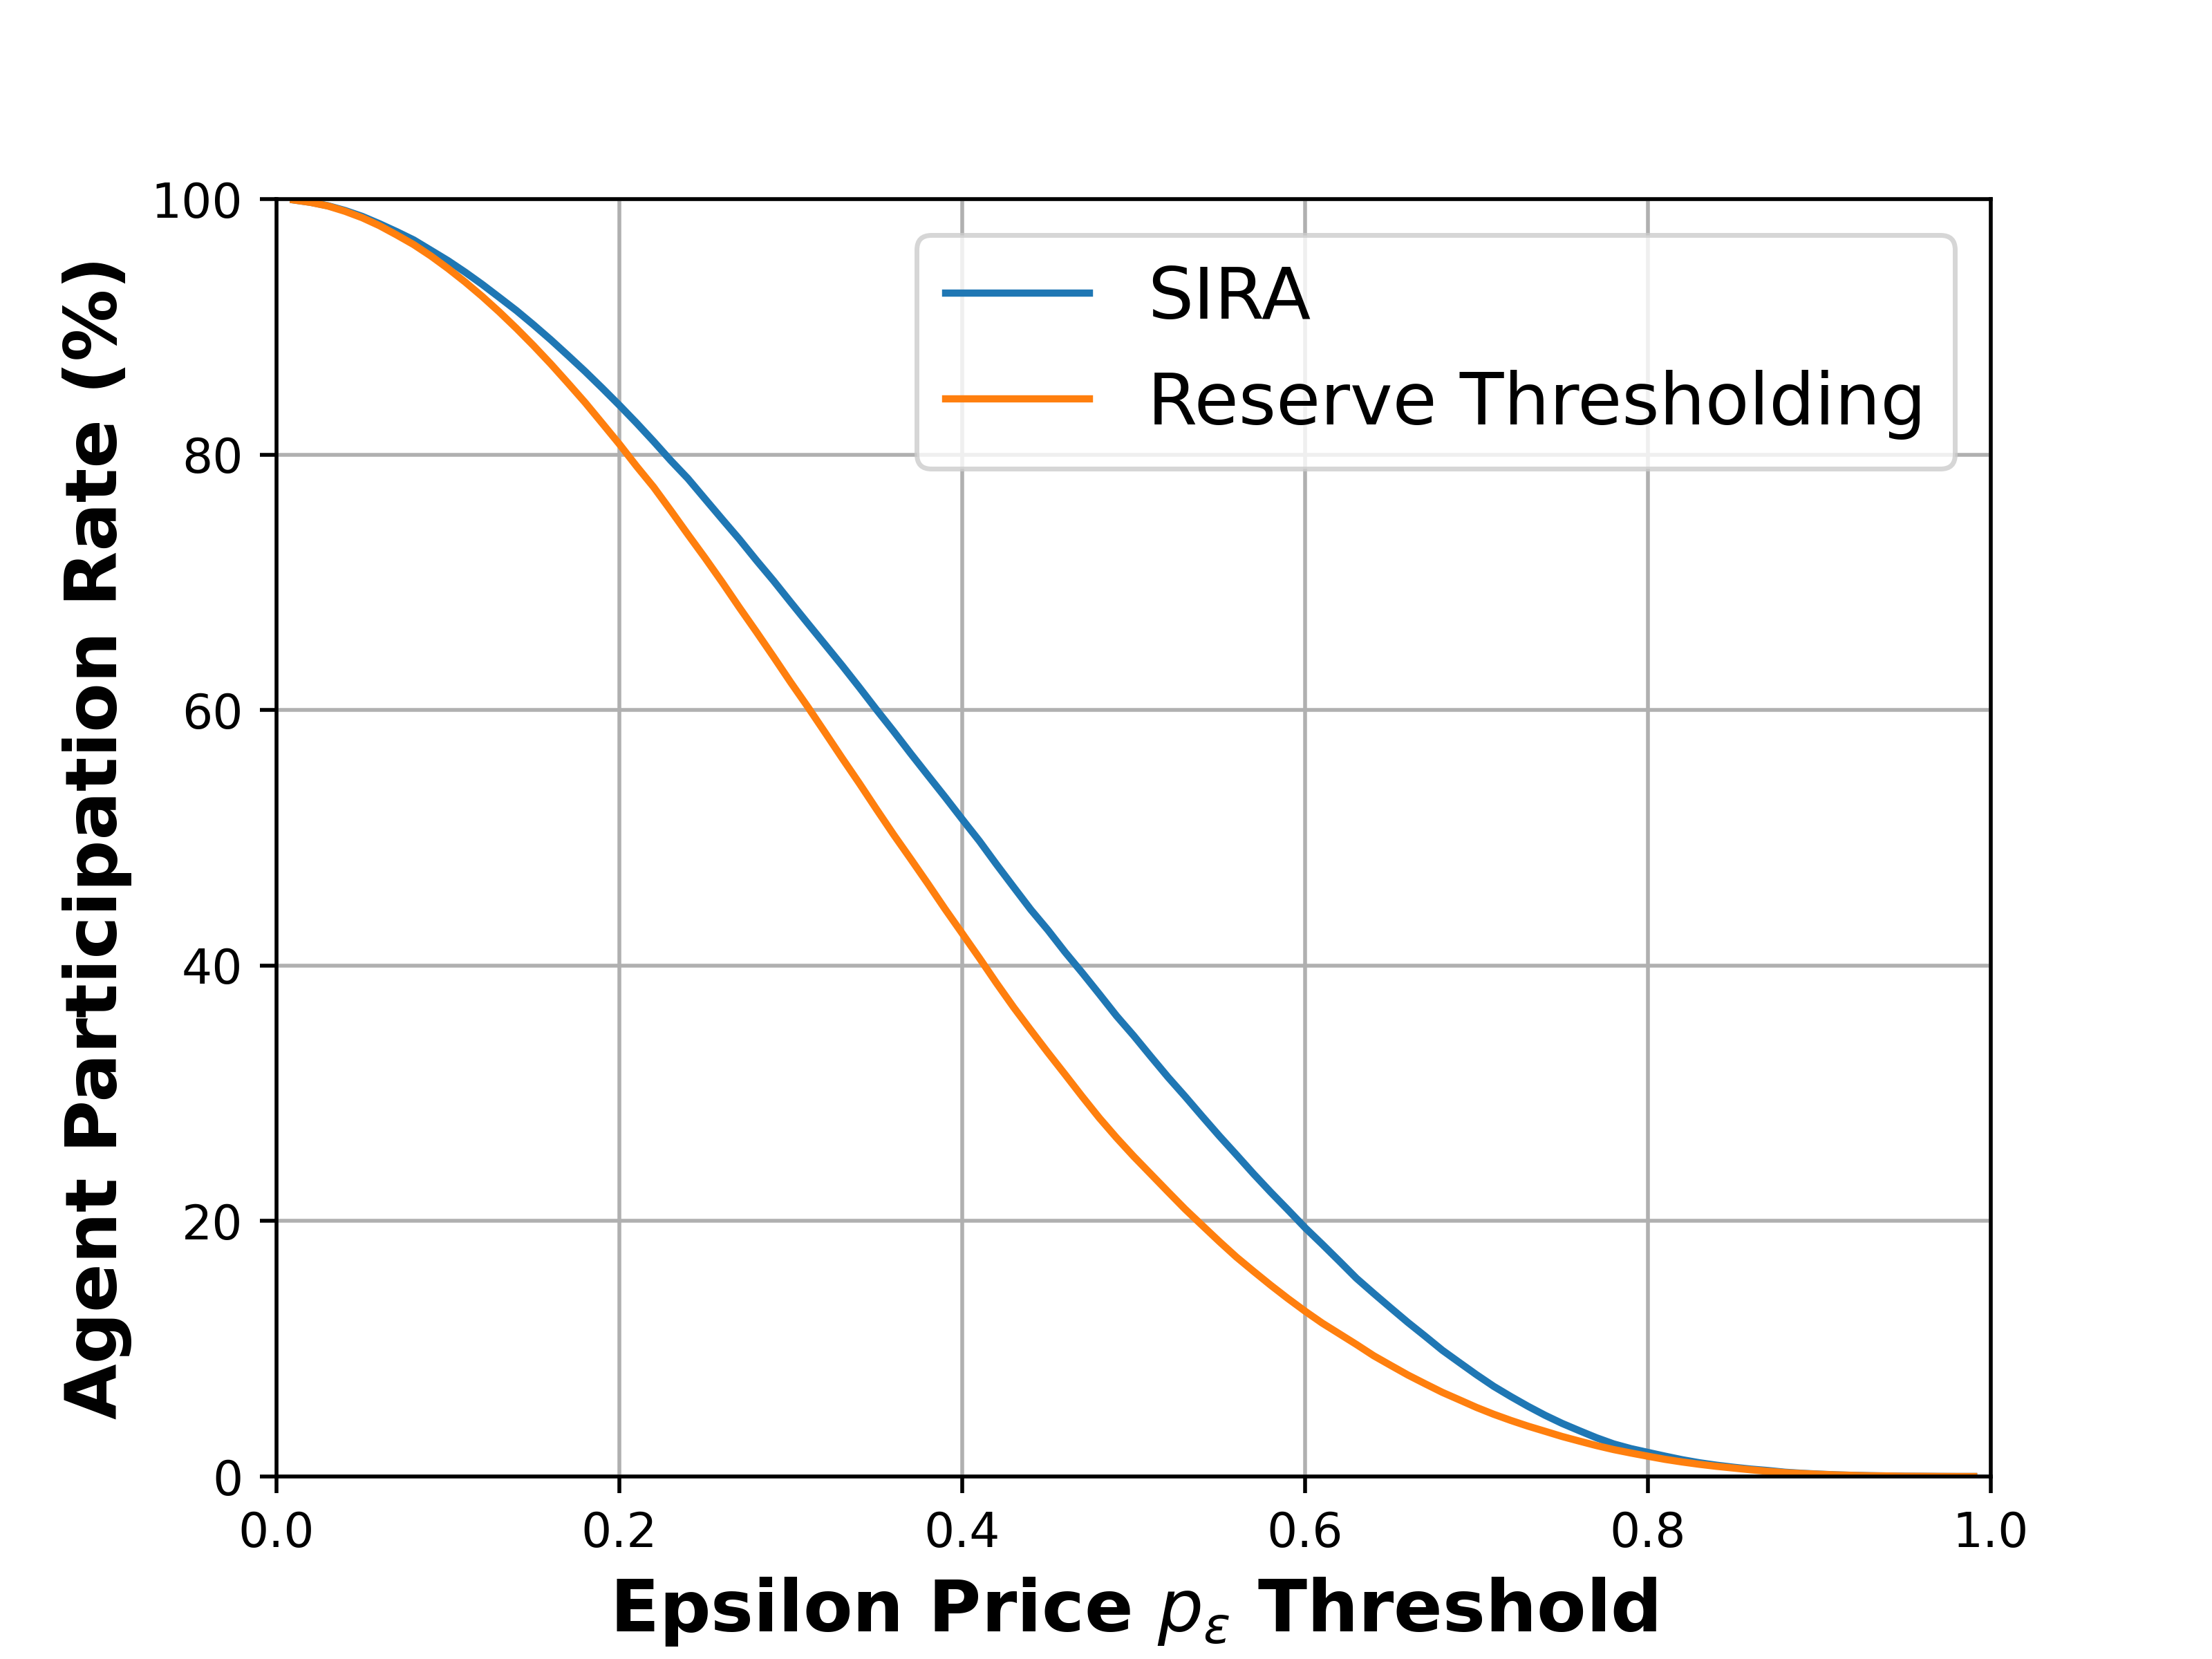 SIRA
Reserve Thresholding
Agent Participation Rate (%)
100
80
60
40
20
0
0.0 0.2 0.4 0.6 0.8 1.0
Epsilon Price pε Threshold